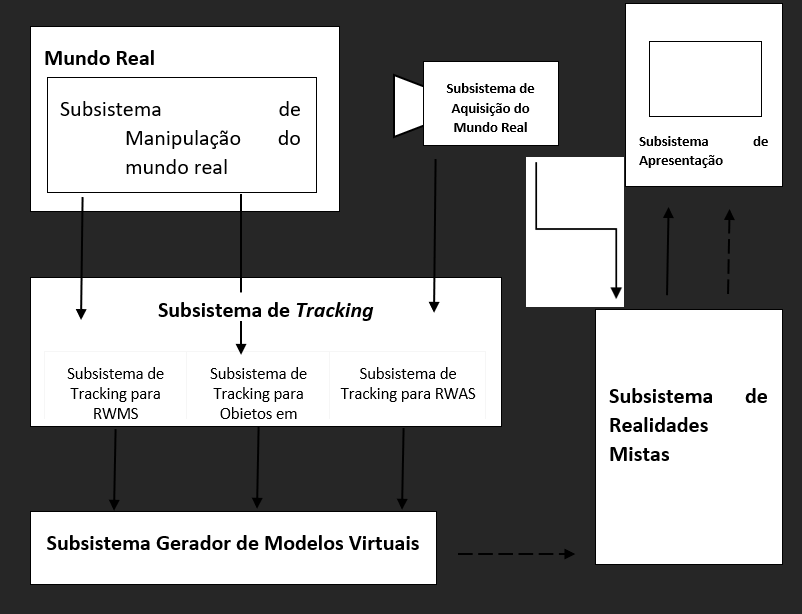 Mundo Real
Subsistema de
Manipulação do
mundo real
Subsistema de
Aquisição do
Mundo Real
Subsistema de
Apresentação
Subsistema de Tracking
Subsistema de
Tracking para
RWMS
Subsistema de
Tracking para
Obietos em
Subsistema de
Tracking para RWAS
Subsistema de
Realidades
Mistas
Subsistema Gerador de Modelos Virtuais